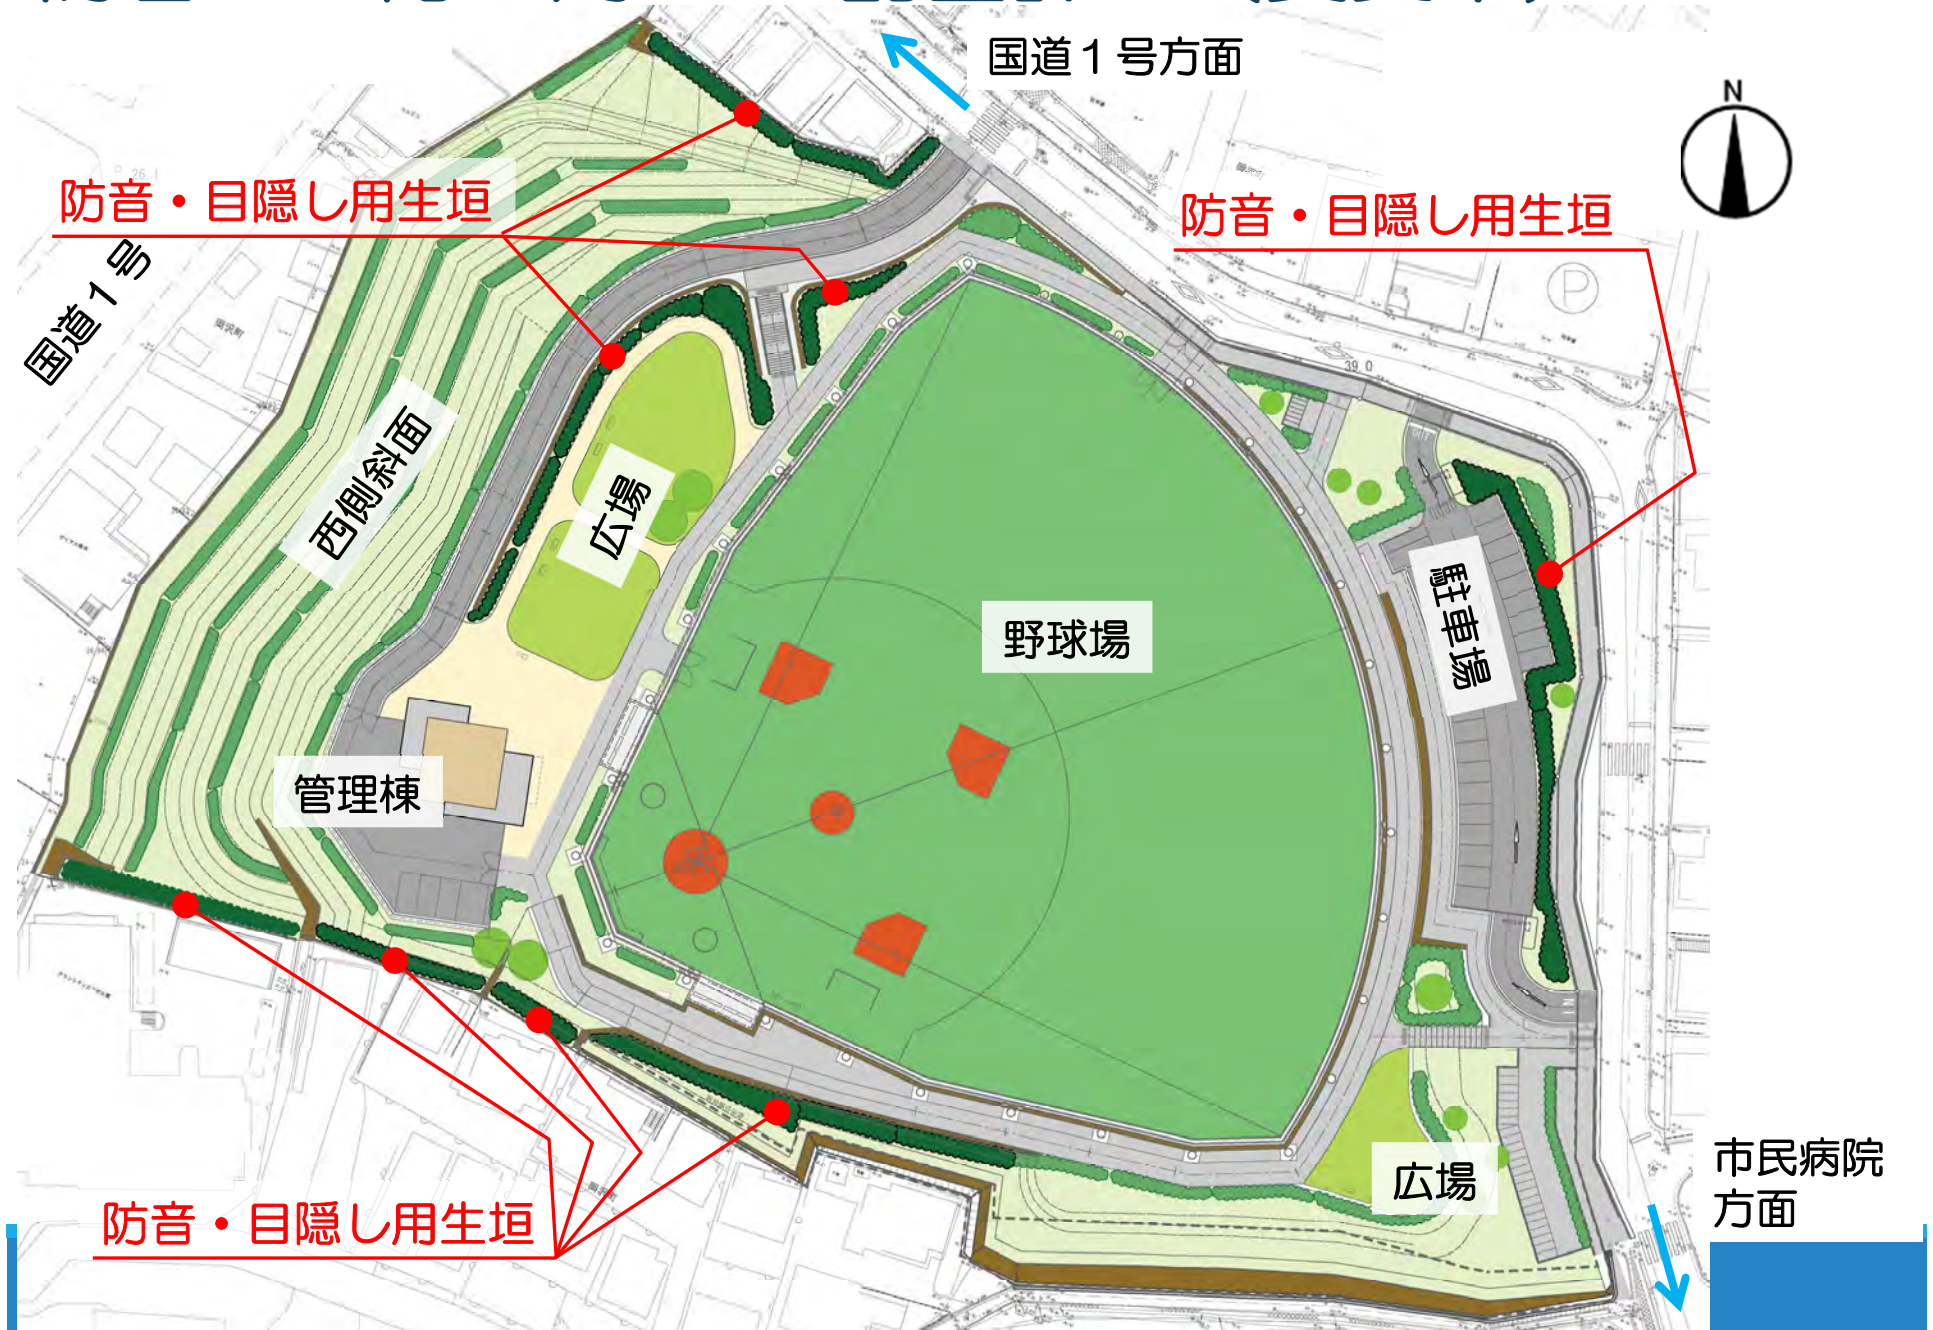 国道1号方面
N
防音・目隠し用生垣
防音・目隠し用生垣
国道1号
P
39 0
西側斜面
広場
野球場
駐車場
管理棟
広場
市民病院
方面
防音・目隠し用生垣